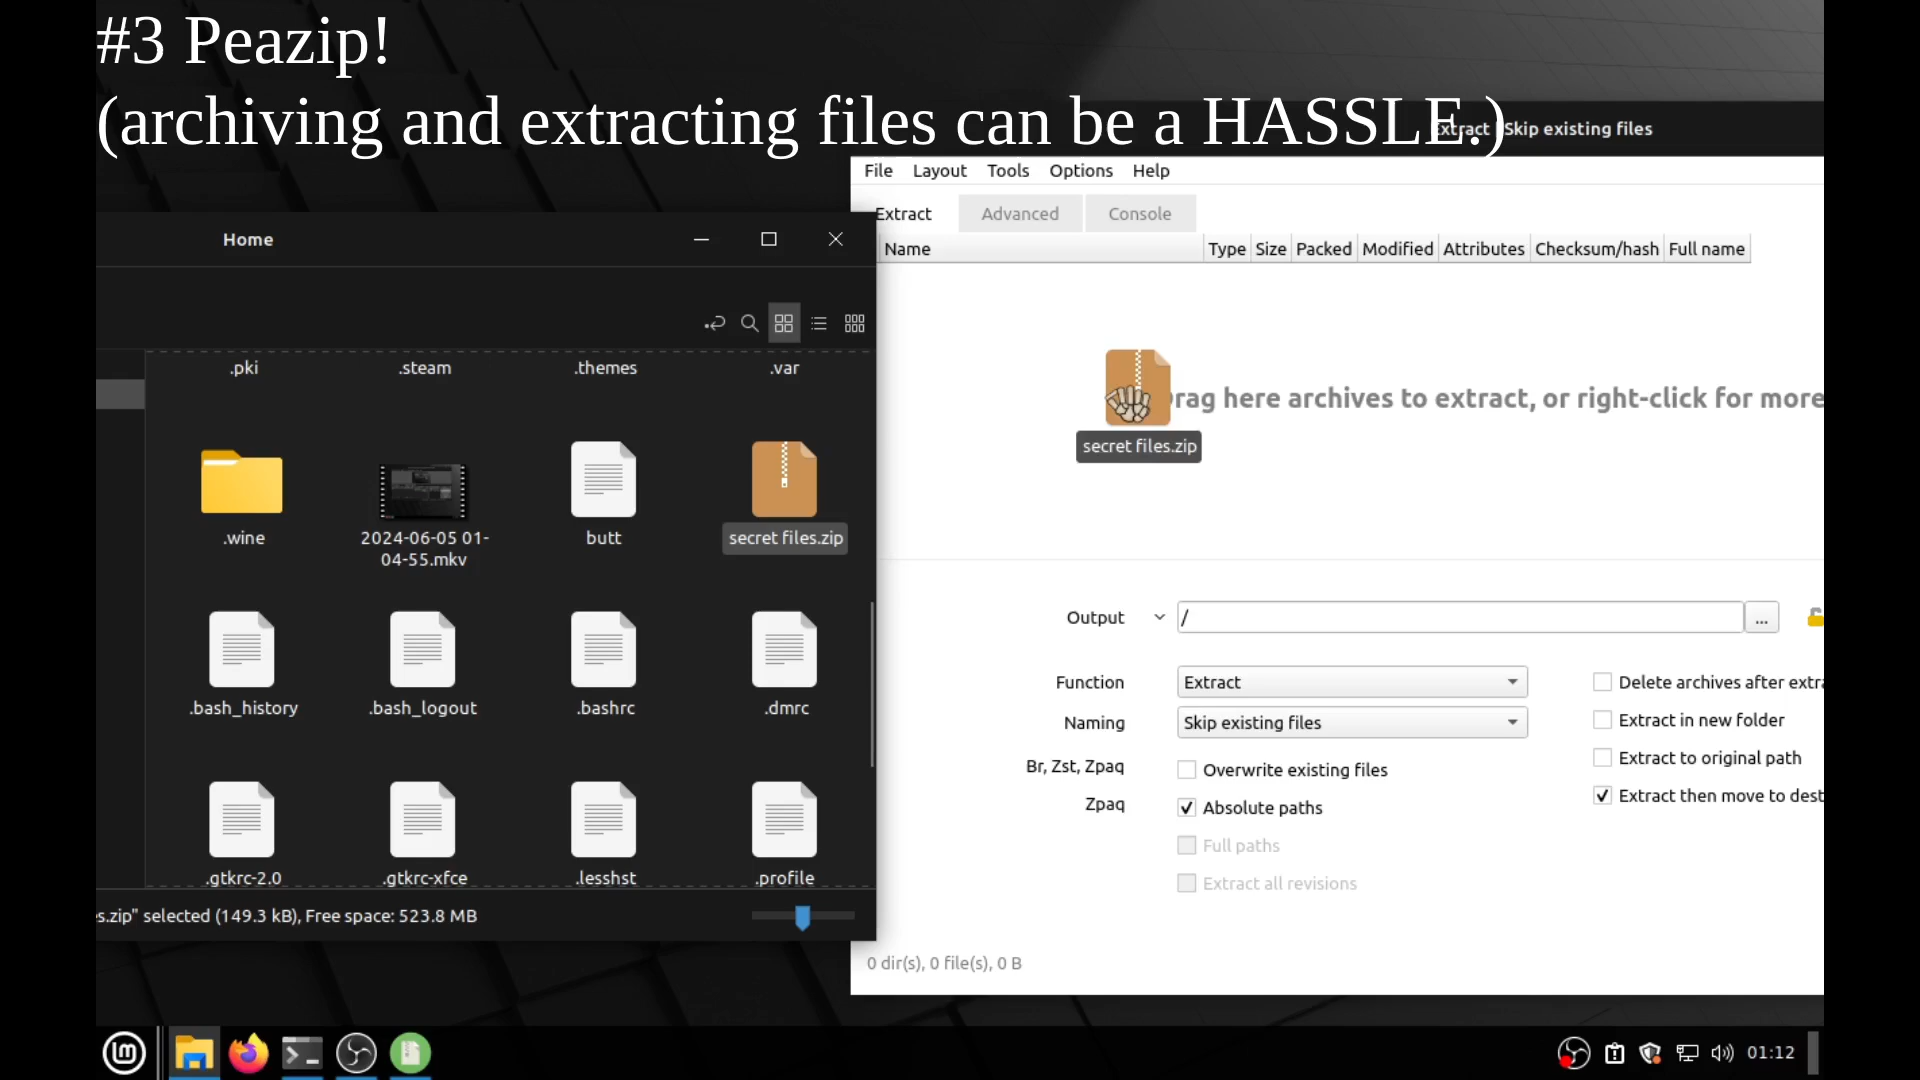 #3 Peazip!
(archiving and extracting files can be a HASSLE.)
Skip existing files
File Layout Tools Options Help
Extract Advanced Console
Name Type Size Packed Modified Attributes Checksum/hash Full name
rag here archives to extract, or right-click for more
secret files.zip
Output / ...
Function Extract
Naming Skip existing files
Br, Zst, Zpaq Overwrite existing files
Zpaq Absolute paths
Full paths
Extract all revisions
Delete archives after extra
Extract in new folder
Extract to original path
Extract then move to dest
0 dir(s), 0 file(s), 0 B
Home
.pki .steam .themes .var
.wine 2024-06-05 01-
04-55.mkv butt secret files.zip
.bash_history .bash_logout .bashrc .dmrc
.gtkrc-2.0 .gtkrc-xfce .lesshst .profile
s.zip" selected (149.3 kB), Free space: 523.8 MB
01:12